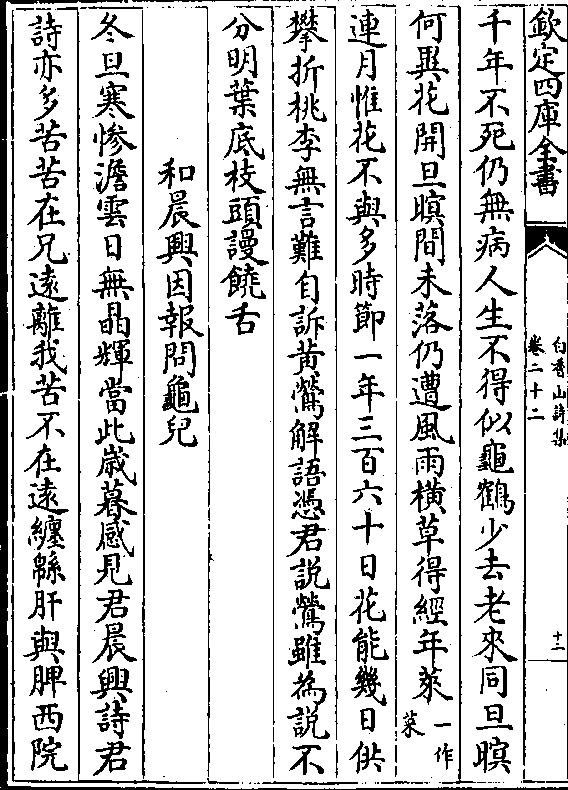 欽定四庫全書
白香山詩集
卷二十二
十二
千年不死仍無病人生不得似龜鶴少去老來同旦暝
何異花開旦暝間未落仍遭風雨橫草得經年菜一作菜
連月惟花不與多時節一年三百六十日花能幾日供
攀折桃李無言難自訴黄鶯解語憑君説鶯雖為説不
分明葉底枝頭謾饒舌
和晨興因報問龜兒
冬旦寒慘澹雲日無晶輝當此歲暮感見君晨興詩君
詩亦多苦苦在兄遠離我苦不在遠纏緜肝與脾西院